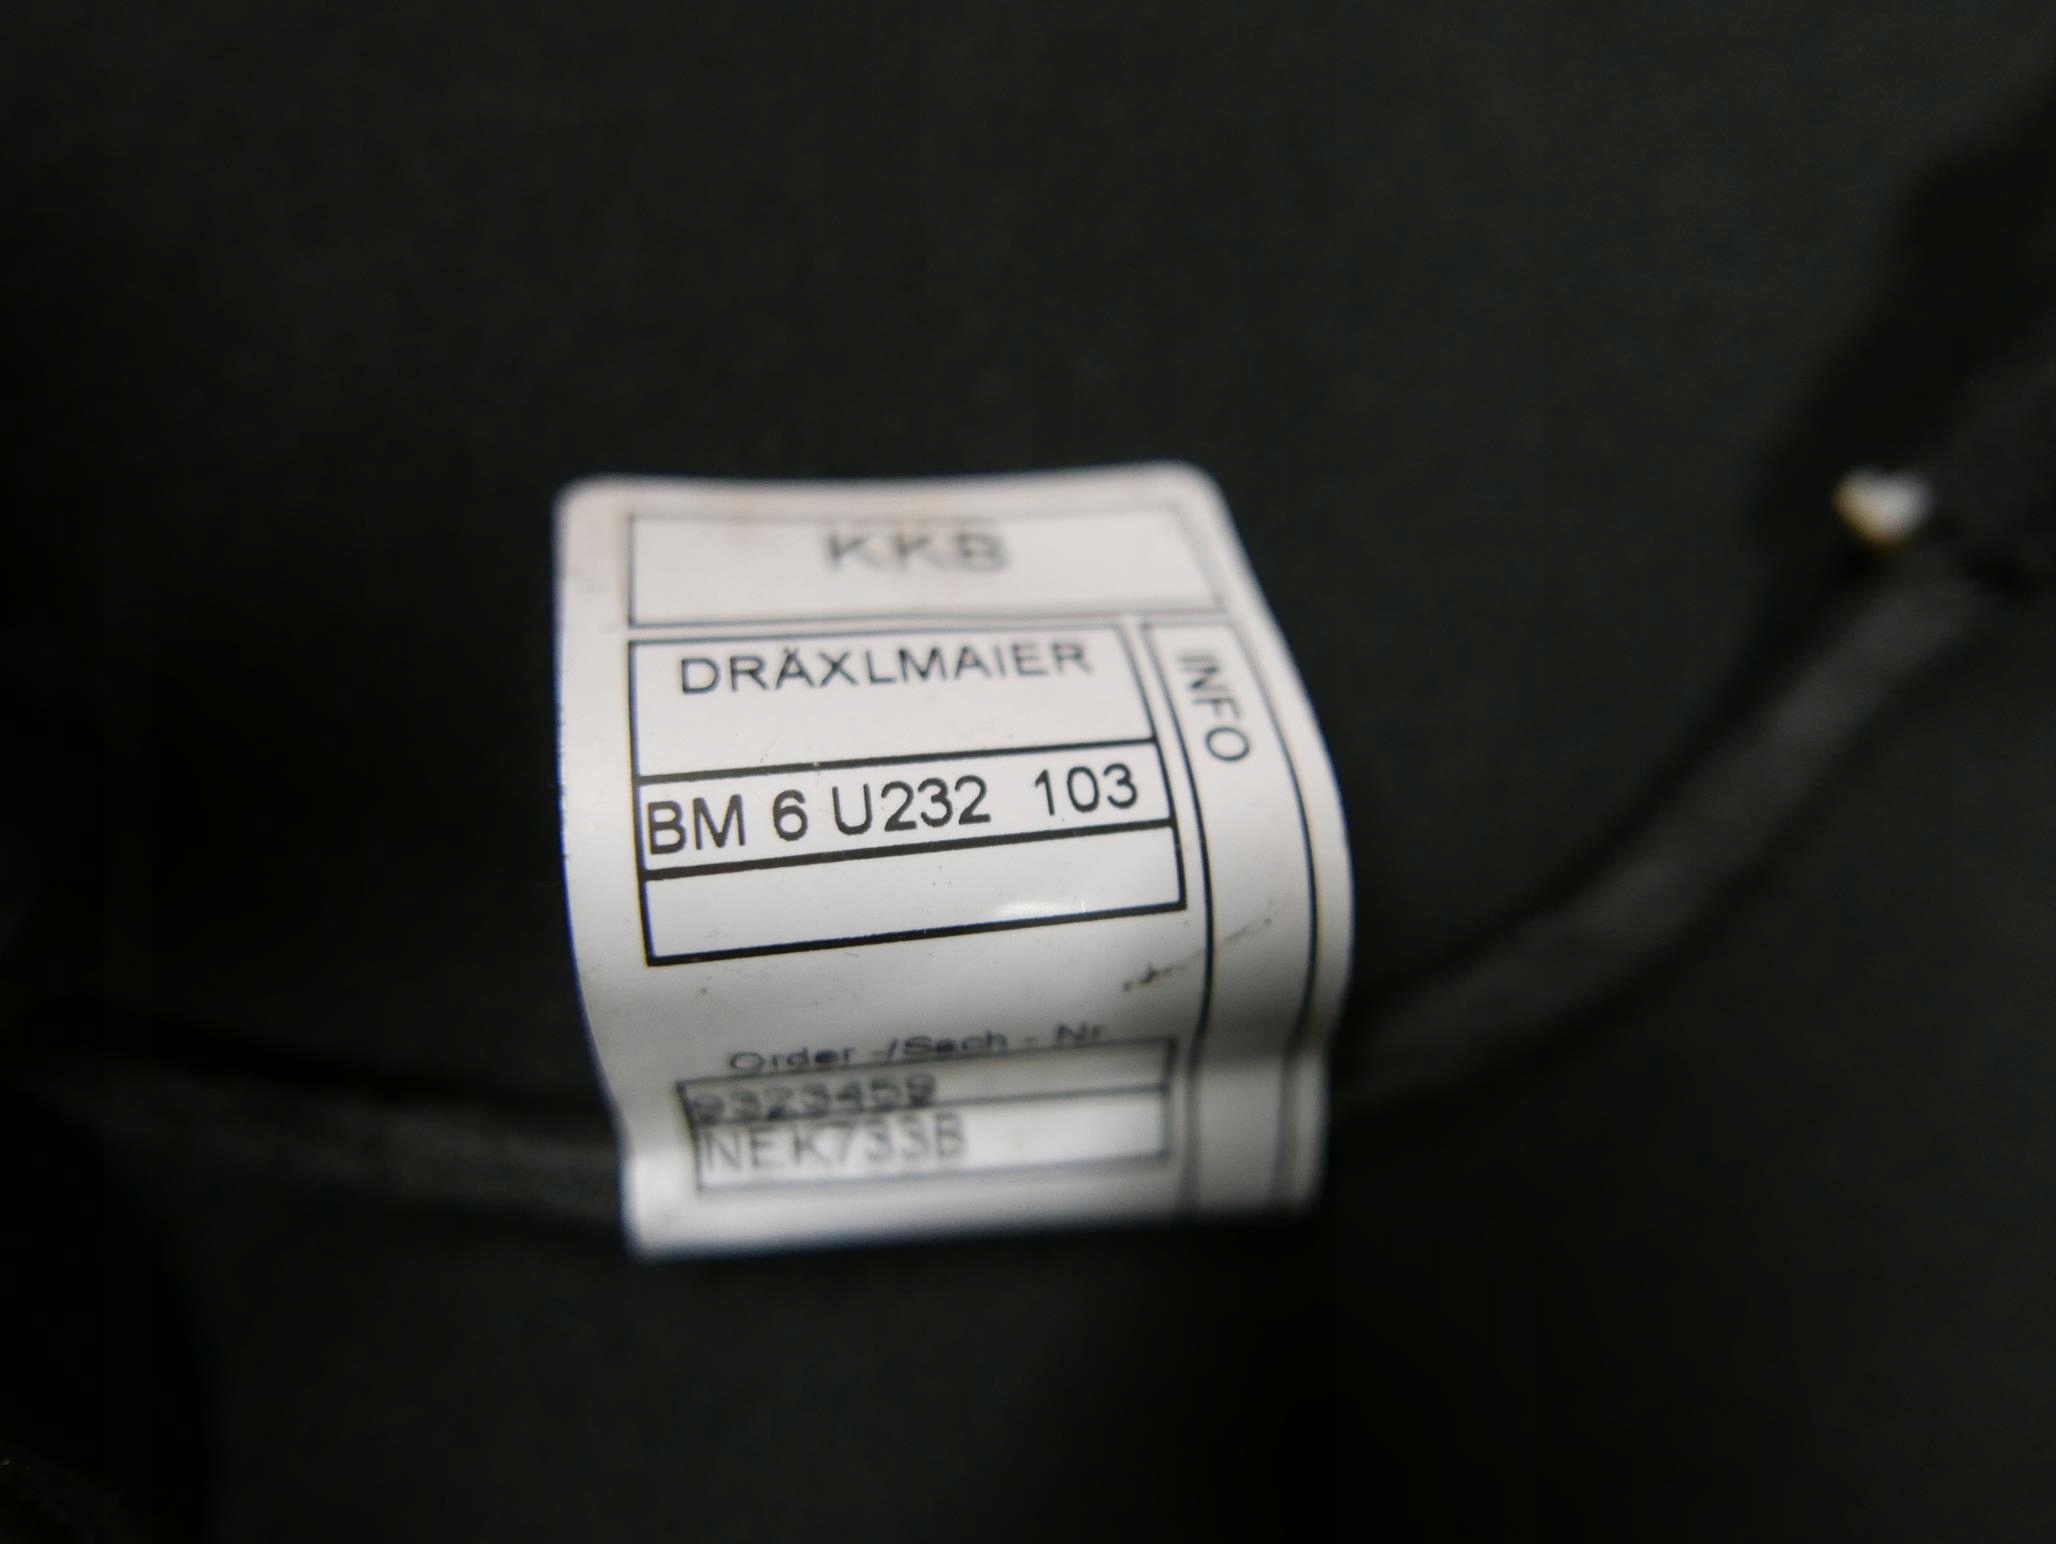 KKB
DRÄXLMAIER
INFO
BM 6 U232 103
Order -/Sach - Nr
9323459
NEK733B